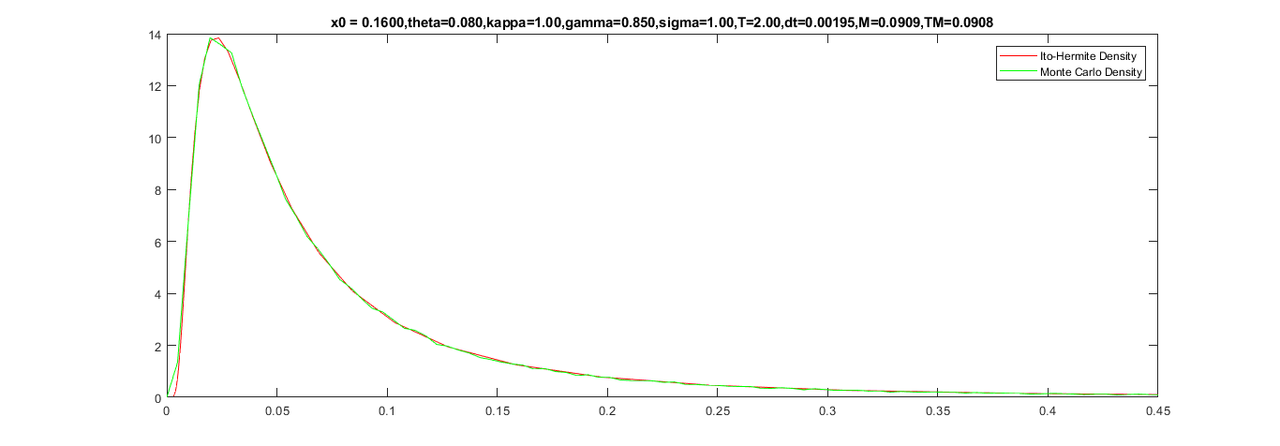 x0 = 0.1600,theta=0.080,kappa=1.00,gamma=0.850,sigma=1.00,T=2.00,dt=0.00195,M=0.0909,TM=0.0908
Ito-Hermite Density
Monte Carlo Density
14
12
10
8
6
4
2
0
0 0.05 0.1 0.15 0.2 0.25 0.3 0.35 0.4 0.45